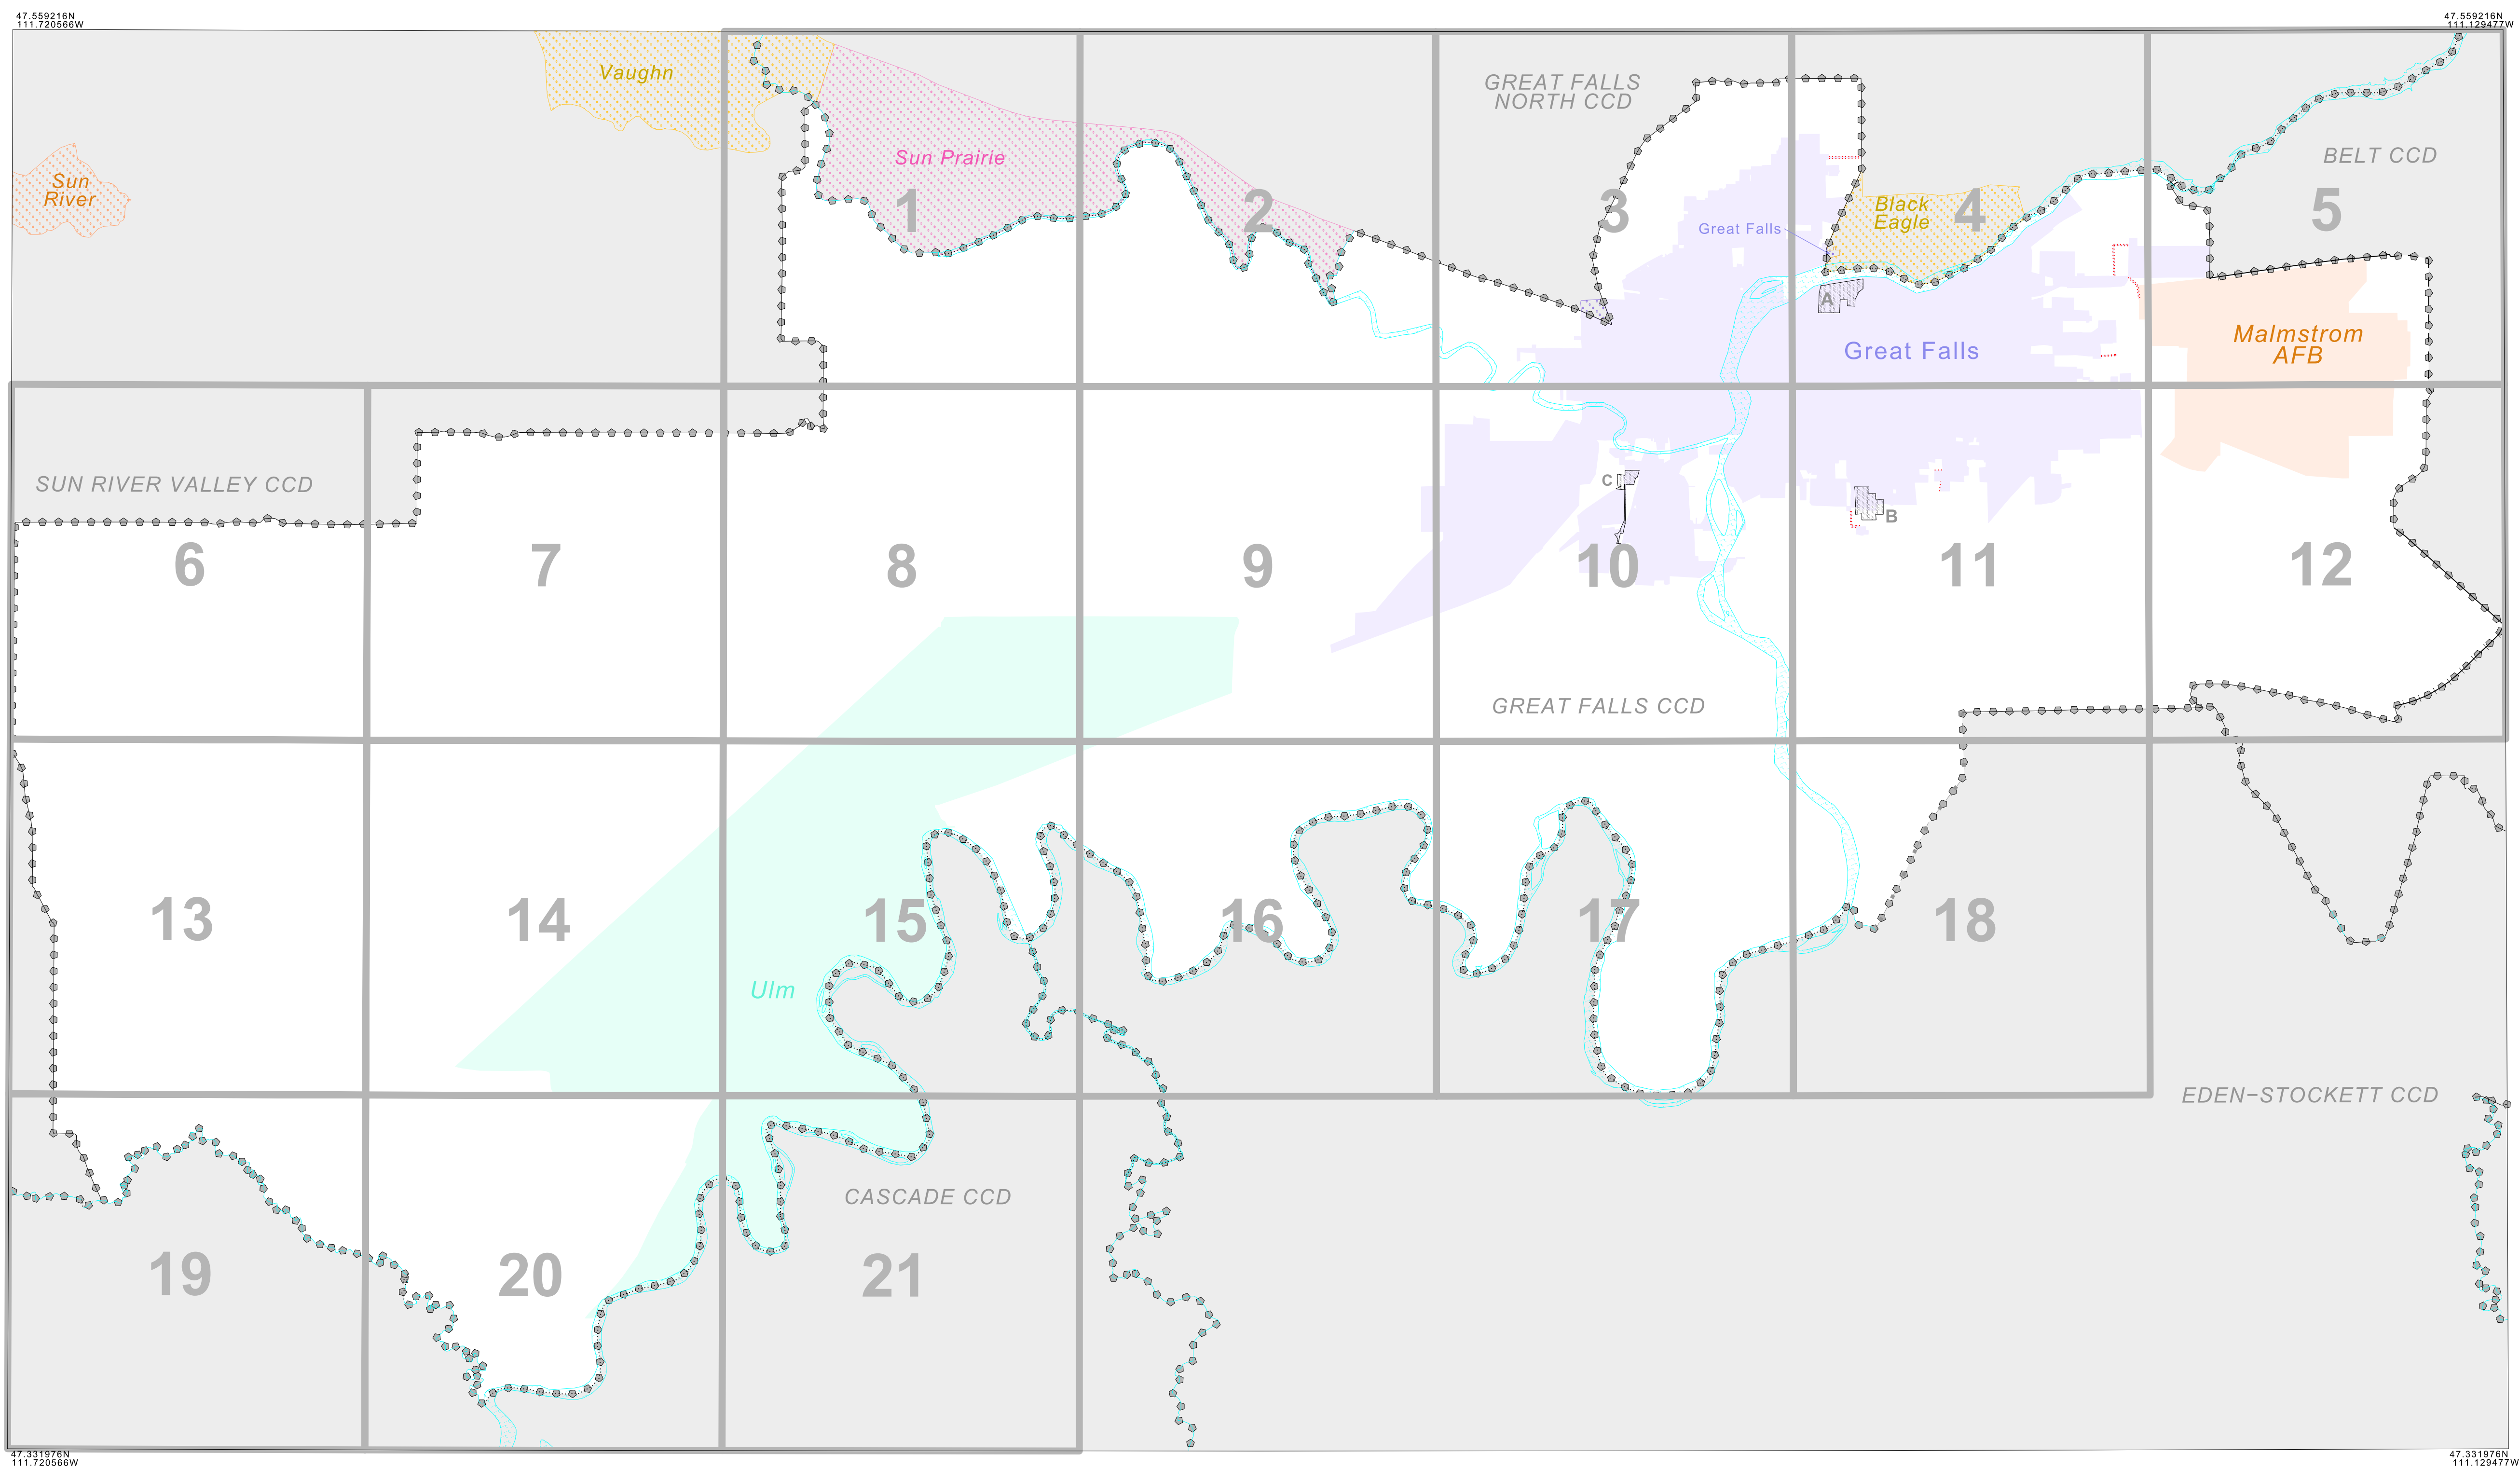 47.559216N
111.720566W
47.559216N
111.129477W
Vaughn
GREAT FALLS
NORTH CCD
Sun Prairie
BELT CCD
Sun
River
1
2
3
Black
Eagle
4
5
Great Falls
A
Great Falls
Malmstrom
AFB
SUN RIVER VALLEY CCD
C
B
6
7
8
9
10
11
12
GREAT FALLS CCD
13
14
15
16
17
18
Ulm
EDEN-STOCKETT CCD
CASCADE CCD
19
20
21
47.331976N
111.720566W
47.331976N
111.129477W